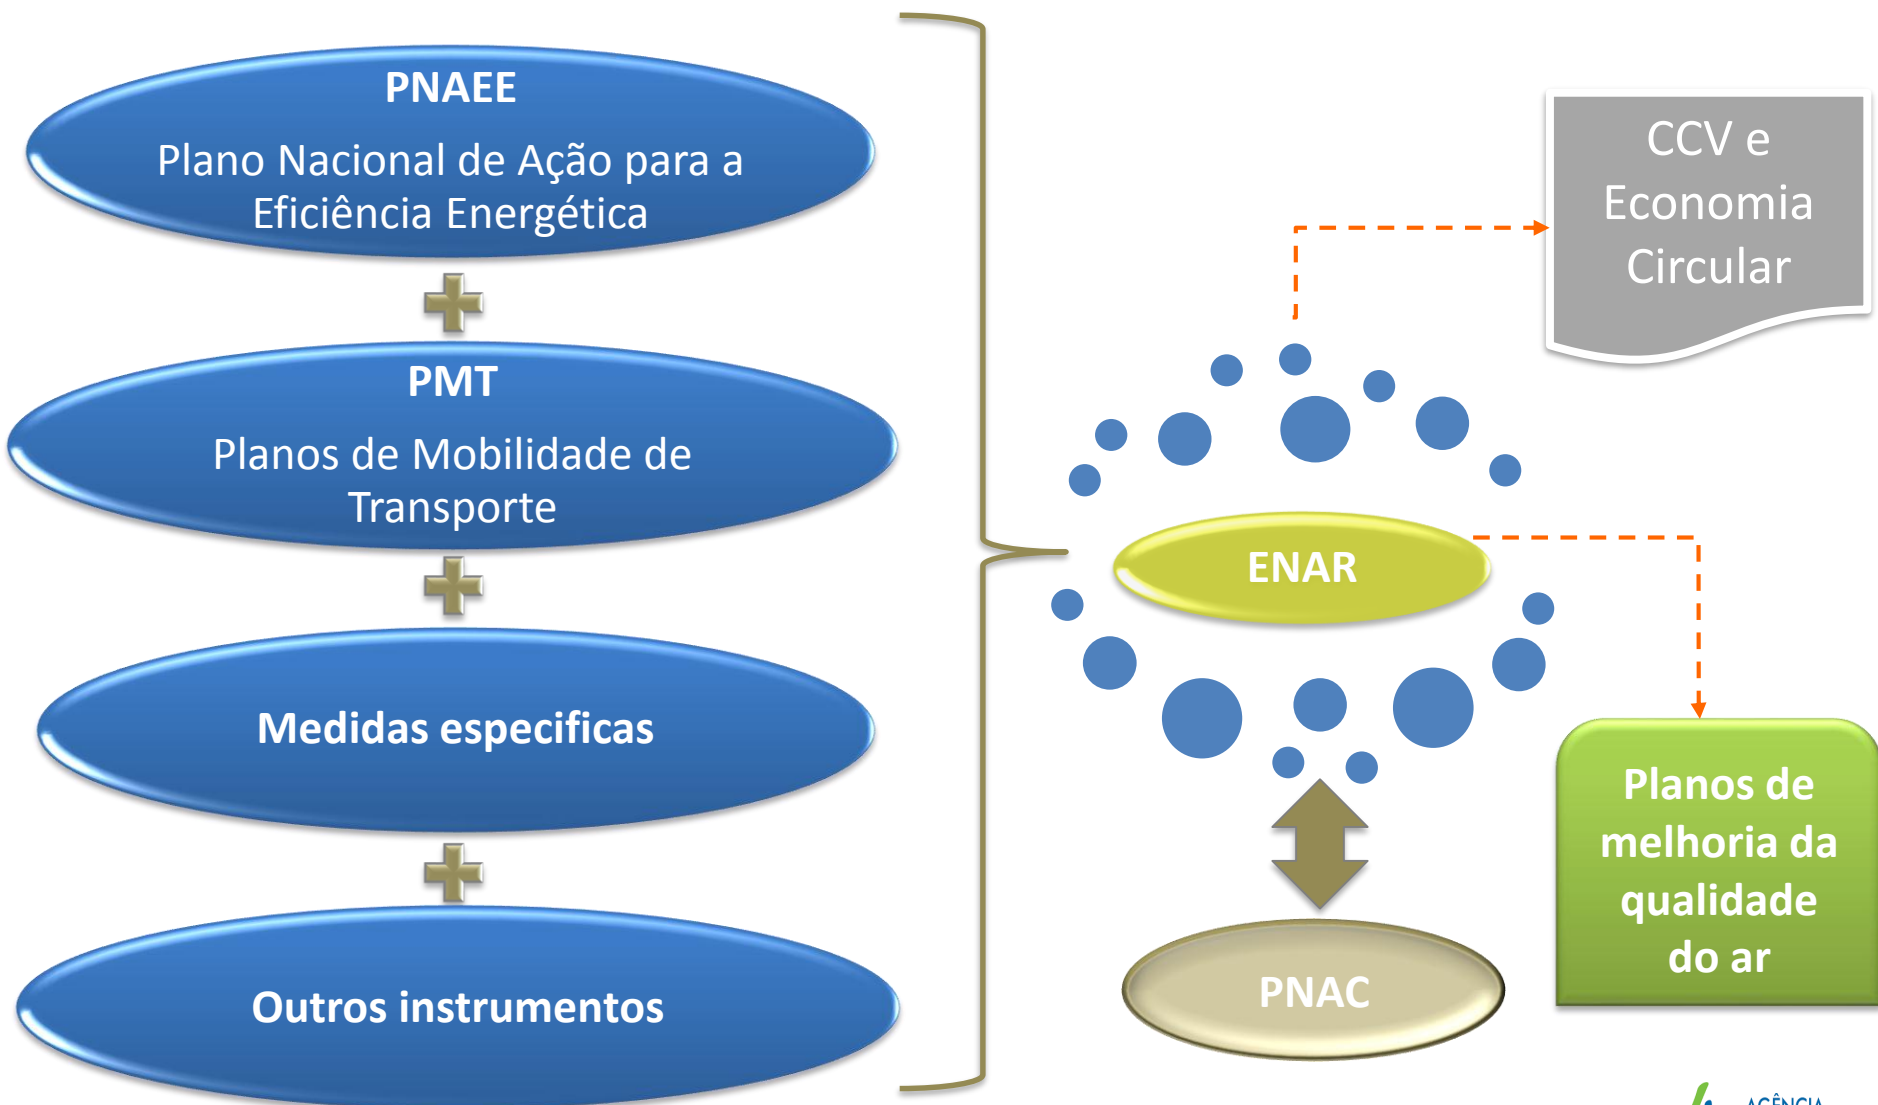 PNAEE
Plano Nacional de Ação para a
Eficiência Energética
PMT
Planos de Mobilidade de
Transporte
Medidas especificas
Outros instrumentos
CCV e
Economia
Circular
ENAR
Planos de
melhoria da
qualidade
do ar
PNAC
AGÊNCIA